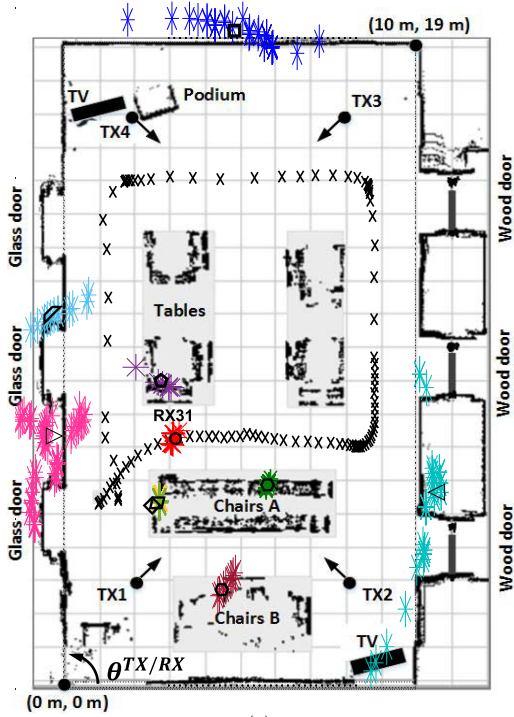 (10 m, 19 m)
TV
Podium
TX4
TX3
Glass door
Wood door
Tables
Glass door
Wood door
RX31
Glass door
Chairs A
Wood door
TX1
TX2
Chairs B
TV
θ^{TX/RX}
(0 m, 0 m)